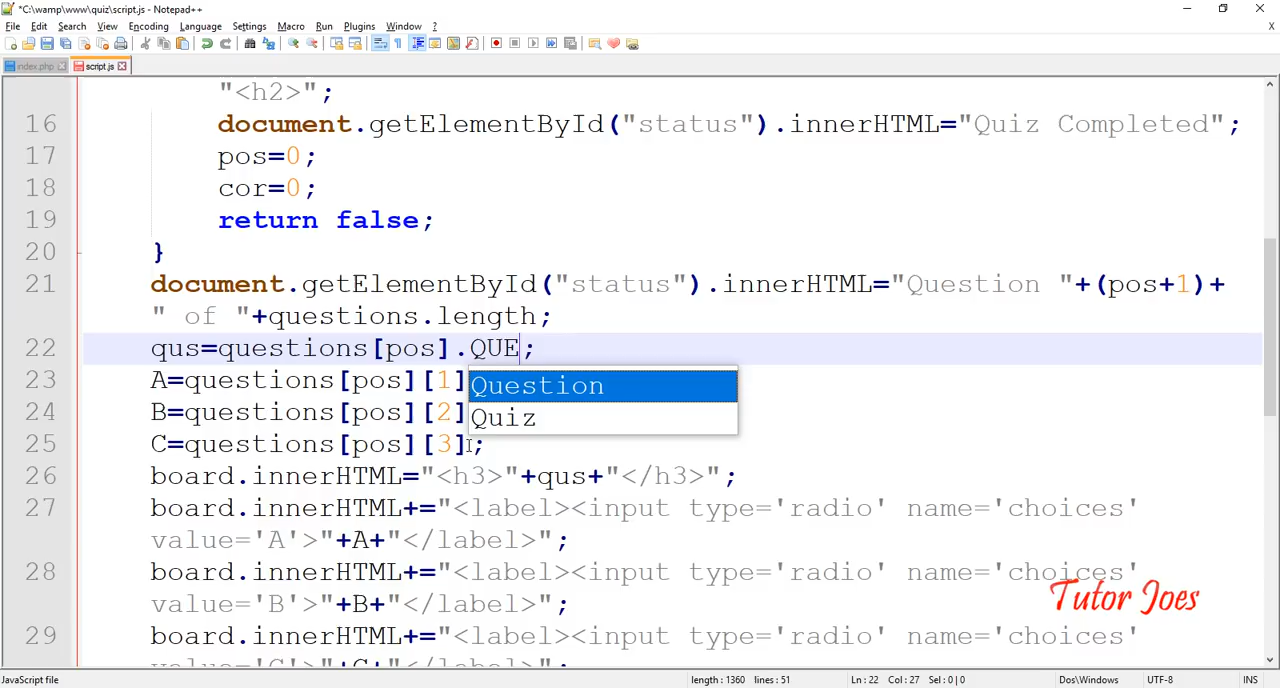 *C:\wamp\www\quiz\script.js - Notepad++
File Edit Search View Encoding Language Settings Macro Run Plugins Window ?
X
index.php script.js
"<h2>";
16 document.getElementById("status").innerHTML="Quiz Completed";
17 pos=0;
18 cor=0;
19 return false;
20 }
21 document.getElementById("status").innerHTML="Question "+(pos+1)+
" of "+questions.length;
22 qus=questions[pos].QUE;
23 A=questions[pos][1]
Question
24 B=questions[pos][2]
Quiz
25 C=questions[pos][3];
26 board.innerHTML="<h3>"+qus+"</h3>";
27 board.innerHTML+="<label><input type='radio' name='choices'
value='A'>"+A+"</label>";
28 board.innerHTML+="<label><input type='radio' name='choices'
value='B'>"+B+"</label>";
Tutor Joes
29 board.innerHTML+="<label><input type='radio' name='choices'
value='C'>"+C+"</label>";
JavaScript file length : 1360 lines : 51 Ln : 22 Col : 27 Sel : 0 | 0 Dos\Windows UTF-8 INS